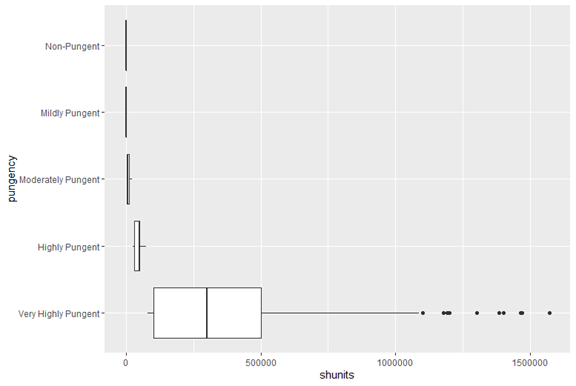 Non-Pungent
Mildly Pungent
Moderately Pungent
Highly Pungent
Very Highly Pungent
pungency
0
500000
1000000
1500000
shunits